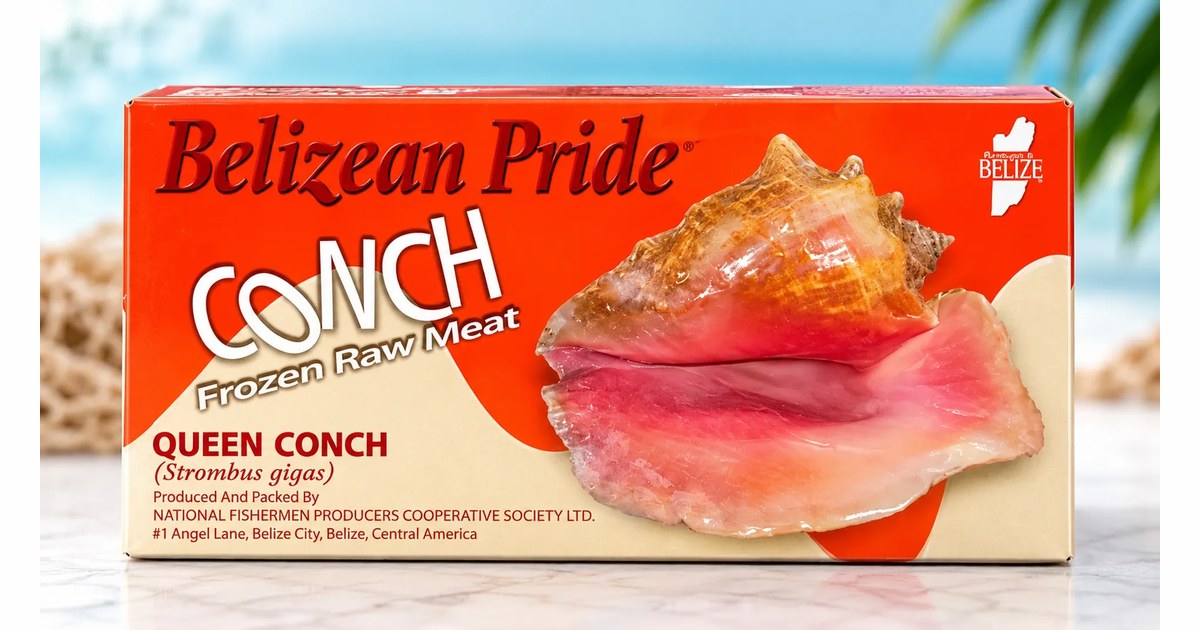 Belizean Pride®
BELIZE
CONCH
Frozen Raw Meat
QUEEN CONCH
(Strombus gigas)
Produced And Packed By
NATIONAL FISHERMEN PRODUCERS COOPERATIVE SOCIETY LTD.
#1 Angel Lane, Belize City, Belize, Central America